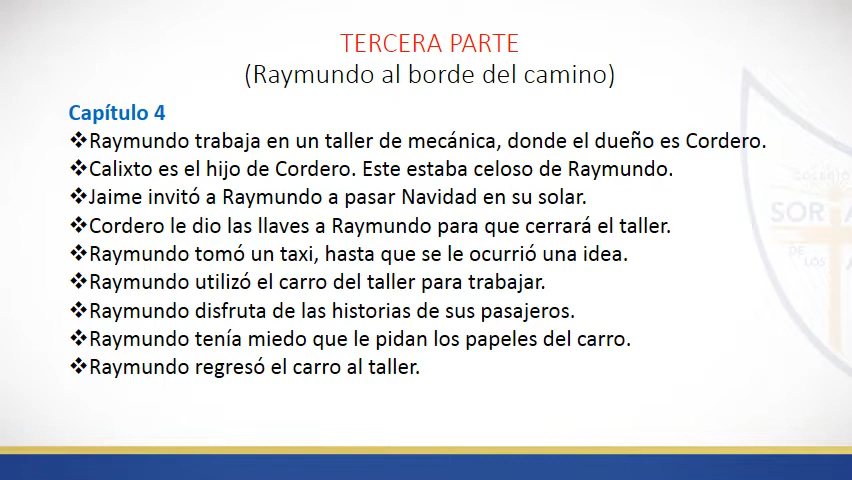 TERCERA PARTE
(Raymundo al borde del camino)
Capítulo 4
❖Raymundo trabaja en un taller de mecánica, donde el dueño es Cordero.
❖Calixto es el hijo de Cordero. Este estaba celoso de Raymundo.
❖Jaime invitó a Raymundo a pasar Navidad en su solar.
❖Cordero le dio las llaves a Raymundo para que cerrará el taller.
❖Raymundo tomó un taxi, hasta que se le ocurrió una idea.
❖Raymundo utilizó el carro del taller para trabajar.
❖Raymundo disfruta de las historias de sus pasajeros.
❖Raymundo tenía miedo que le pidan los papeles del carro.
❖Raymundo regresó el carro al taller.
COLEGIO
SOR
DE
LOS